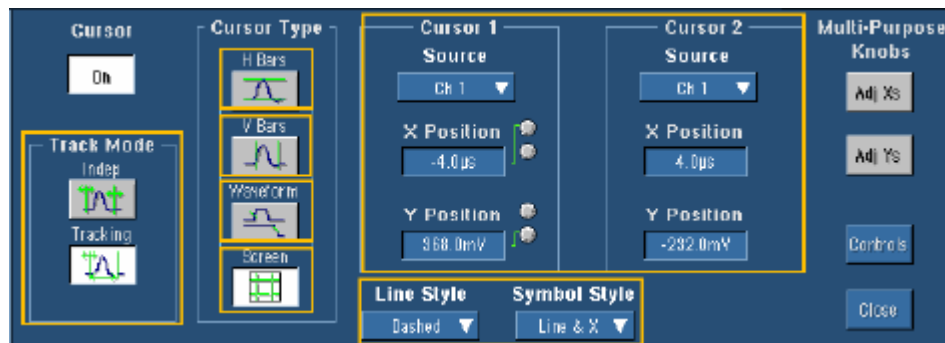 Cursor
On
Track Mode
Indep
Tracking
Cursor Type
H Bars
V Bars
Waveform
Screen
Cursor 1
Source
Ch 1
X Position
-4.0µs
Y Position
368.0mV
Cursor 2
Source
Ch 1
X Position
4.0µs
Y Position
-232.0mV
Line Style
Dashed
Symbol Style
Line & X
Multi-Purpose
Knobs
Adj Xs
Adj Ys
Controls
Close